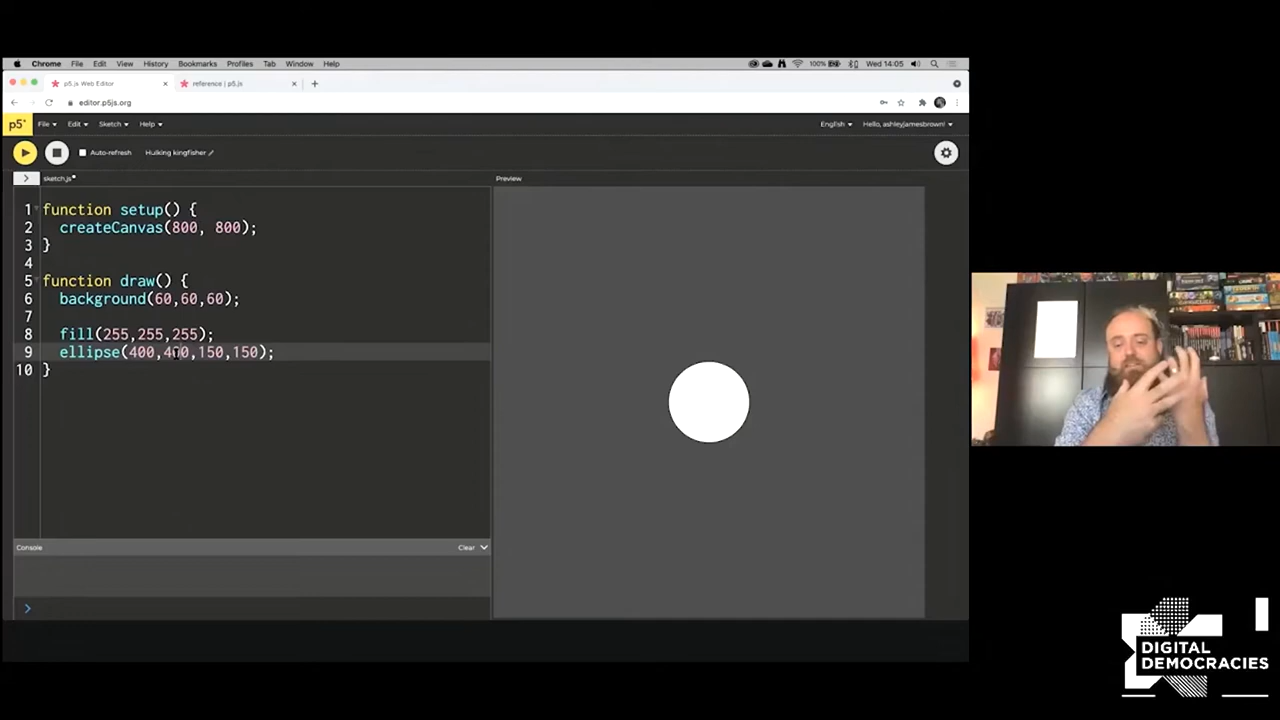 Chrome File Edit View History Bookmarks Profiles Tab Window Help 100% Wed 14:05
p5.js Web Editor × reference | p5.js × +
editor.p5js.org
p5* File Edit Sketch Help English Hello, ashleyjamesbrown!
Auto-refresh Hulking kingfisher
> sketch.js Preview
1 function setup() {
2 createCanvas(800, 800);
3 }
4
5 function draw() {
6 background(60,60,60);
7
8 fill(255,255,255);
9 ellipse(400,400,150,150);
10 }
Console Clear
>
DIGITAL
DEMOCRACIES